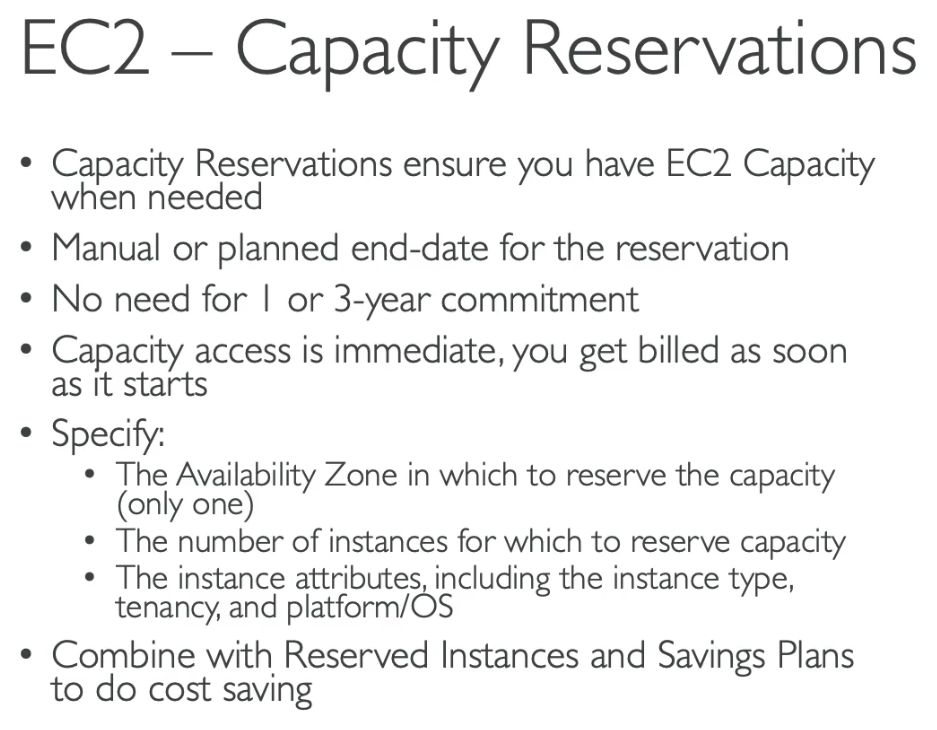 EC2 – Capacity Reservations
• Capacity Reservations ensure you have EC2 Capacity
when needed
• Manual or planned end-date for the reservation
• No need for 1 or 3-year commitment
• Capacity access is immediate, you get billed as soon
as it starts
• Specify:
• The Availability Zone in which to reserve the capacity
(only one)
• The number of instances for which to reserve capacity
• The instance attributes, including the instance type,
tenancy, and platform/OS
• Combine with Reserved Instances and Savings Plans
to do cost saving